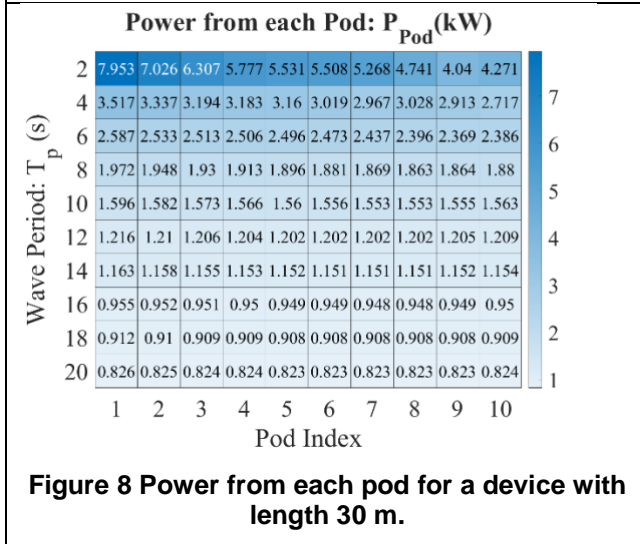 Power from each Pod: P_Pod(kW)
Wave Period: T_p (s)
2 7.953 7.026 6.307 5.777 5.531 5.508 5.268 4.741 4.04 4.271
4 3.517 3.337 3.194 3.183 3.16 3.019 2.967 3.028 2.913 2.717
6 2.587 2.533 2.513 2.506 2.496 2.473 2.437 2.396 2.369 2.386
8 1.972 1.948 1.93 1.913 1.896 1.881 1.869 1.863 1.864 1.88
10 1.596 1.582 1.573 1.566 1.56 1.556 1.553 1.553 1.555 1.563
12 1.216 1.21 1.206 1.204 1.202 1.202 1.202 1.202 1.205 1.209
14 1.163 1.158 1.155 1.153 1.152 1.151 1.151 1.151 1.152 1.154
16 0.955 0.952 0.951 0.95 0.949 0.949 0.948 0.948 0.949 0.95
18 0.912 0.91 0.909 0.909 0.908 0.908 0.908 0.908 0.908 0.909
20 0.826 0.825 0.824 0.824 0.823 0.823 0.823 0.823 0.823 0.824
1 2 3 4 5 6 7 8 9 10
Pod Index
7
6
5
4
3
2
1
Figure 8 Power from each pod for a device with
length 30 m.